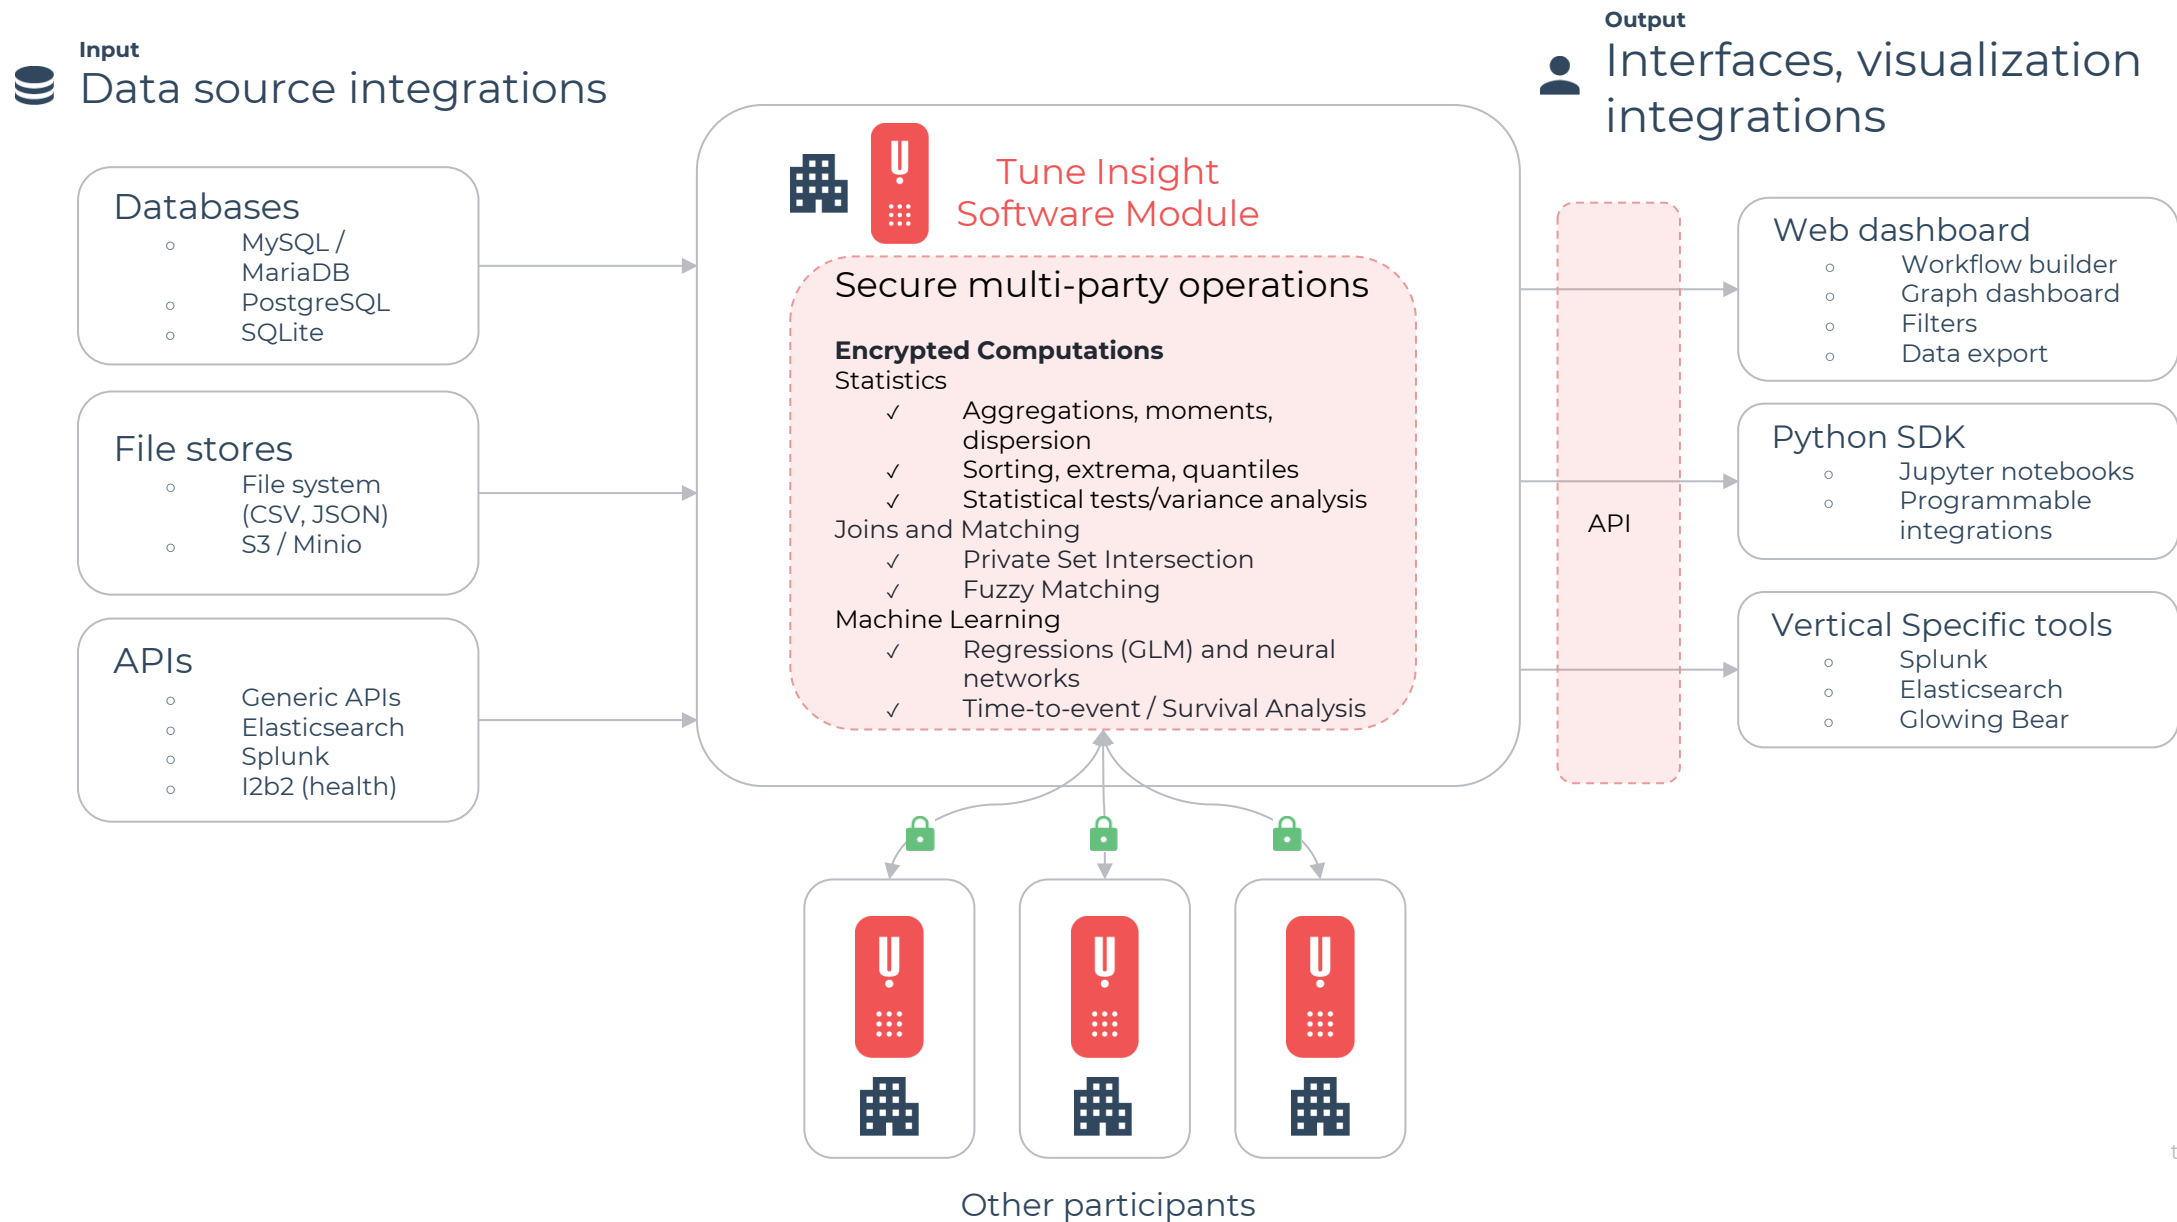 Input
Data source integrations
Databases
MySQL /
MariaDB
PostgreSQL
SQLite
File stores
File system
(CSV, JSON)
S3 / Minio
APIs
Generic APIs
Elasticsearch
Splunk
I2b2 (health)
Tune Insight
Software Module
Secure multi-party operations
Encrypted Computations
Statistics
✓ Aggregations, moments,
dispersion
✓ Sorting, extrema, quantiles
✓ Statistical tests/variance analysis
Joins and Matching
✓ Private Set Intersection
✓ Fuzzy Matching
Machine Learning
✓ Regressions (GLM) and neural
networks
✓ Time-to-event / Survival Analysis
Other participants
API
Output
Interfaces, visualization
integrations
Web dashboard
Workflow builder
Graph dashboard
Filters
Data export
Python SDK
Jupyter notebooks
Programmable
integrations
Vertical Specific tools
Splunk
Elasticsearch
Glowing Bear